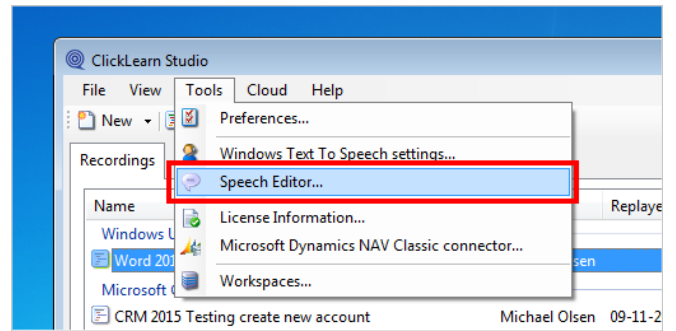 ClickLearn Studio
File View Tools Cloud Help
New
Preferences...
Windows Text To Speech settings...
Recordings
Speech Editor...
Name
License Information...
Replaye
Windows U
Microsoft Dynamics NAV Classic connector...
Word 201
sen
Microsoft
Workspaces...
CRM 2015 Testing create new account Michael Olsen 09-11-2